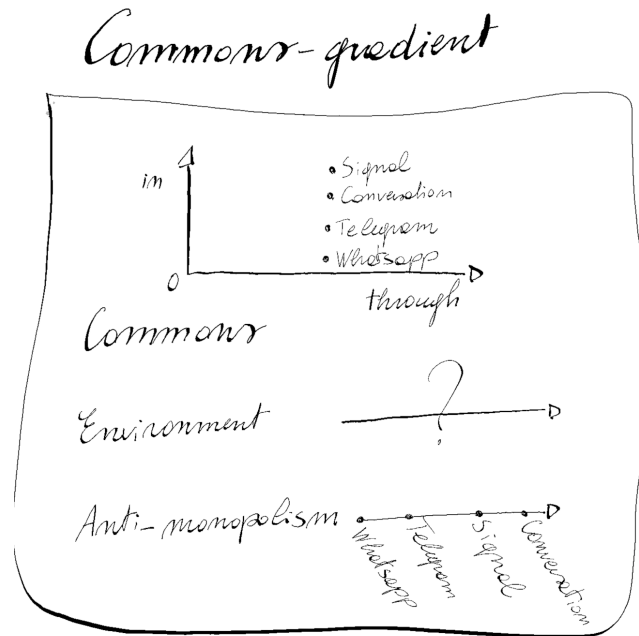 Commons-gradient
in
• Signal
• Conversation
• Telegram
• Whatsapp
0
through
Commons
Environment
?
Anti-monopolism
Whatsapp
Telegram
Signal
Conversation